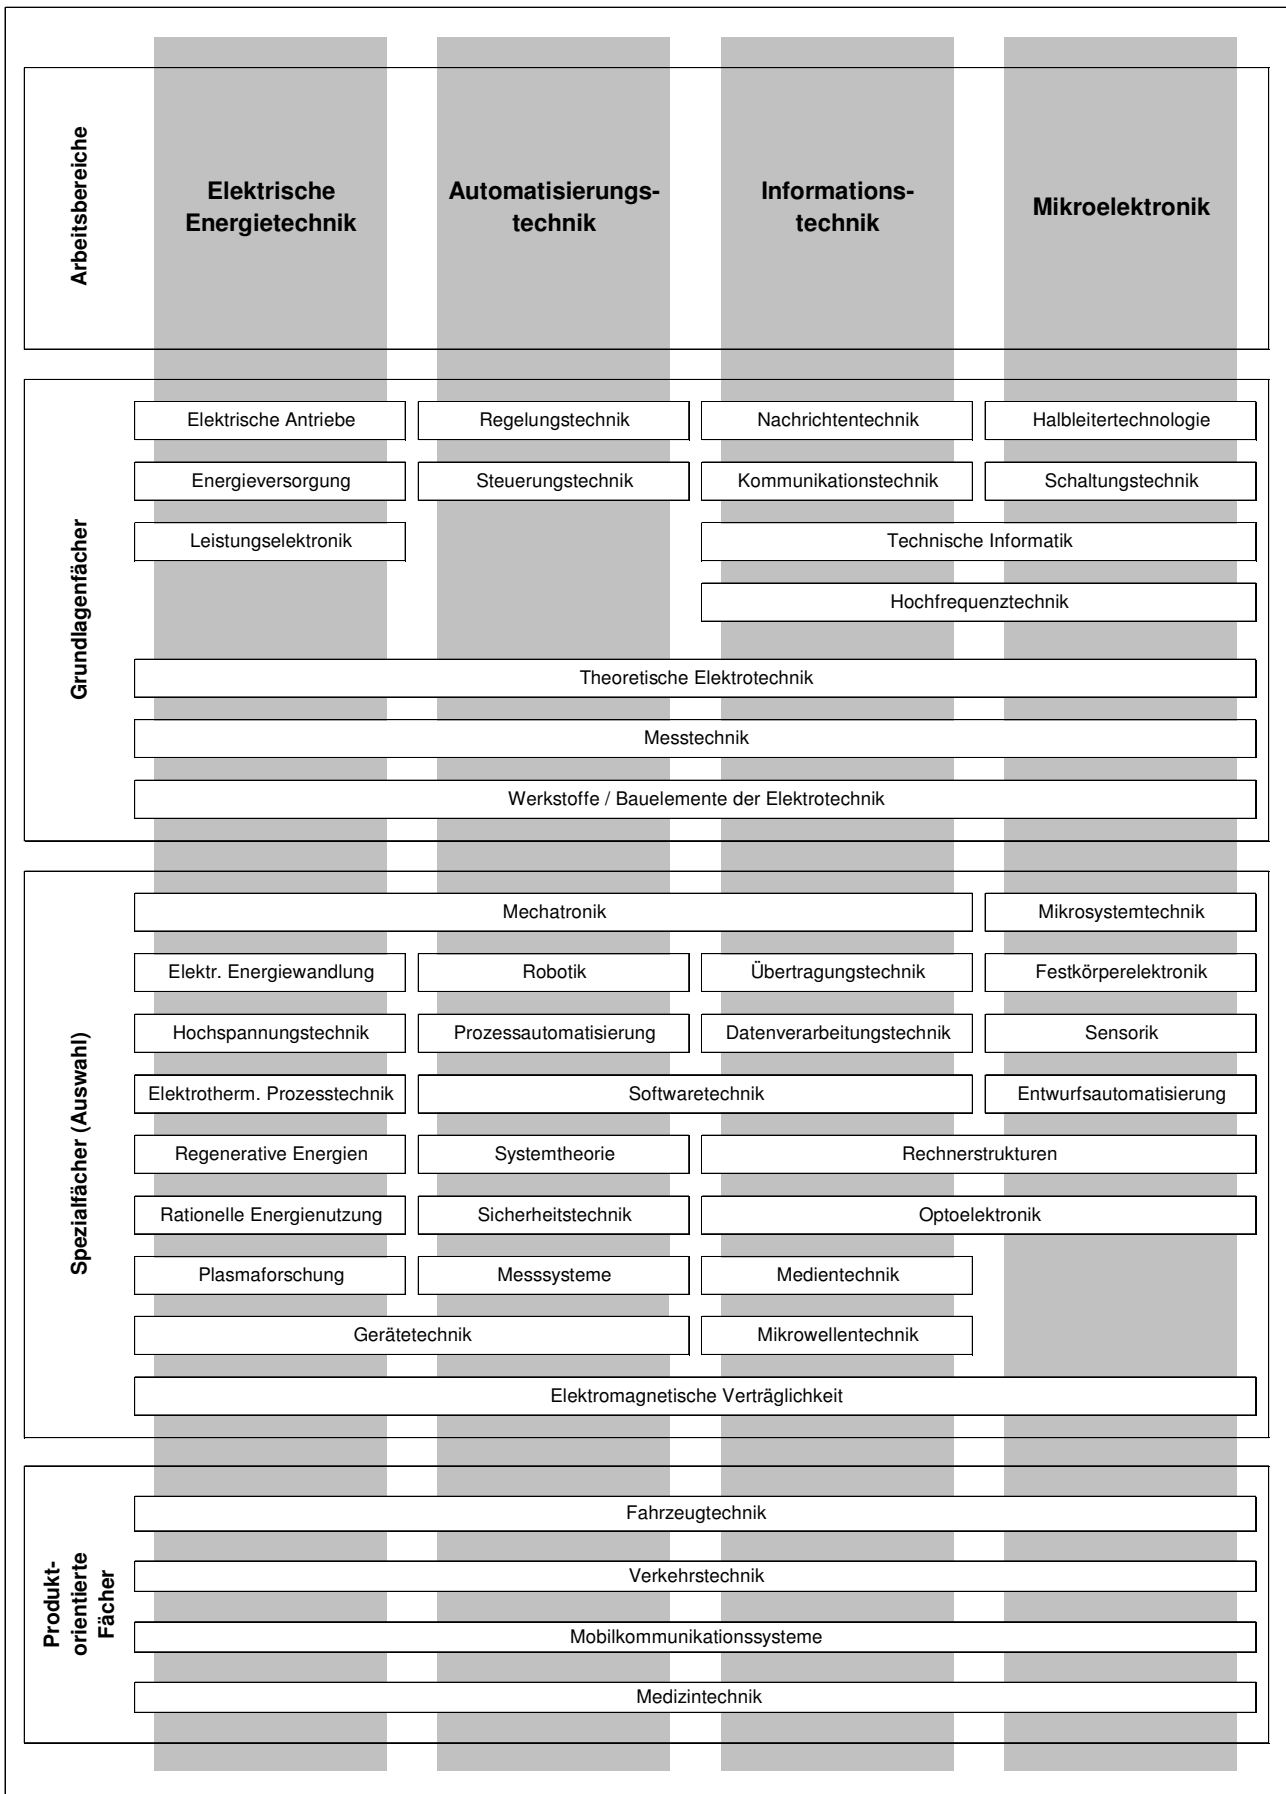 Arbeitsbereiche
Elektrische
Energietechnik
Automatisierungs-
technik
Informations-
technik
Mikroelektronik
Grundlagenfächer
Elektrische Antriebe
Regelungstechnik
Nachrichtentechnik
Halbleitertechnologie
Energieversorgung
Steuerungstechnik
Kommunikationstechnik
Schaltungstechnik
Leistungselektronik
Technische Informatik
Hochfrequenztechnik
Theoretische Elektrotechnik
Messtechnik
Werkstoffe / Bauelemente der Elektrotechnik
Spezialfächer (Auswahl)
Mechatronik
Mikrosystemtechnik
Elektr. Energiewandlung
Robotik
Übertragungstechnik
Festkörperelektronik
Hochspannungstechnik
Prozessautomatisierung
Datenverarbeitungstechnik
Sensorik
Elektrotherm. Prozesstechnik
Softwaretechnik
Entwurfsautomatisierung
Regenerative Energien
Systemtheorie
Rechnerstrukturen
Rationelle Energienutzung
Sicherheitstechnik
Optoelektronik
Plasmaforschung
Messsysteme
Medientechnik
Gerätetechnik
Mikrowellentechnik
Elektromagnetische Verträglichkeit
Produkt-
orientierte
Fächer
Fahrzeugtechnik
Verkehrstechnik
Mobilkommunikationssysteme
Medizintechnik